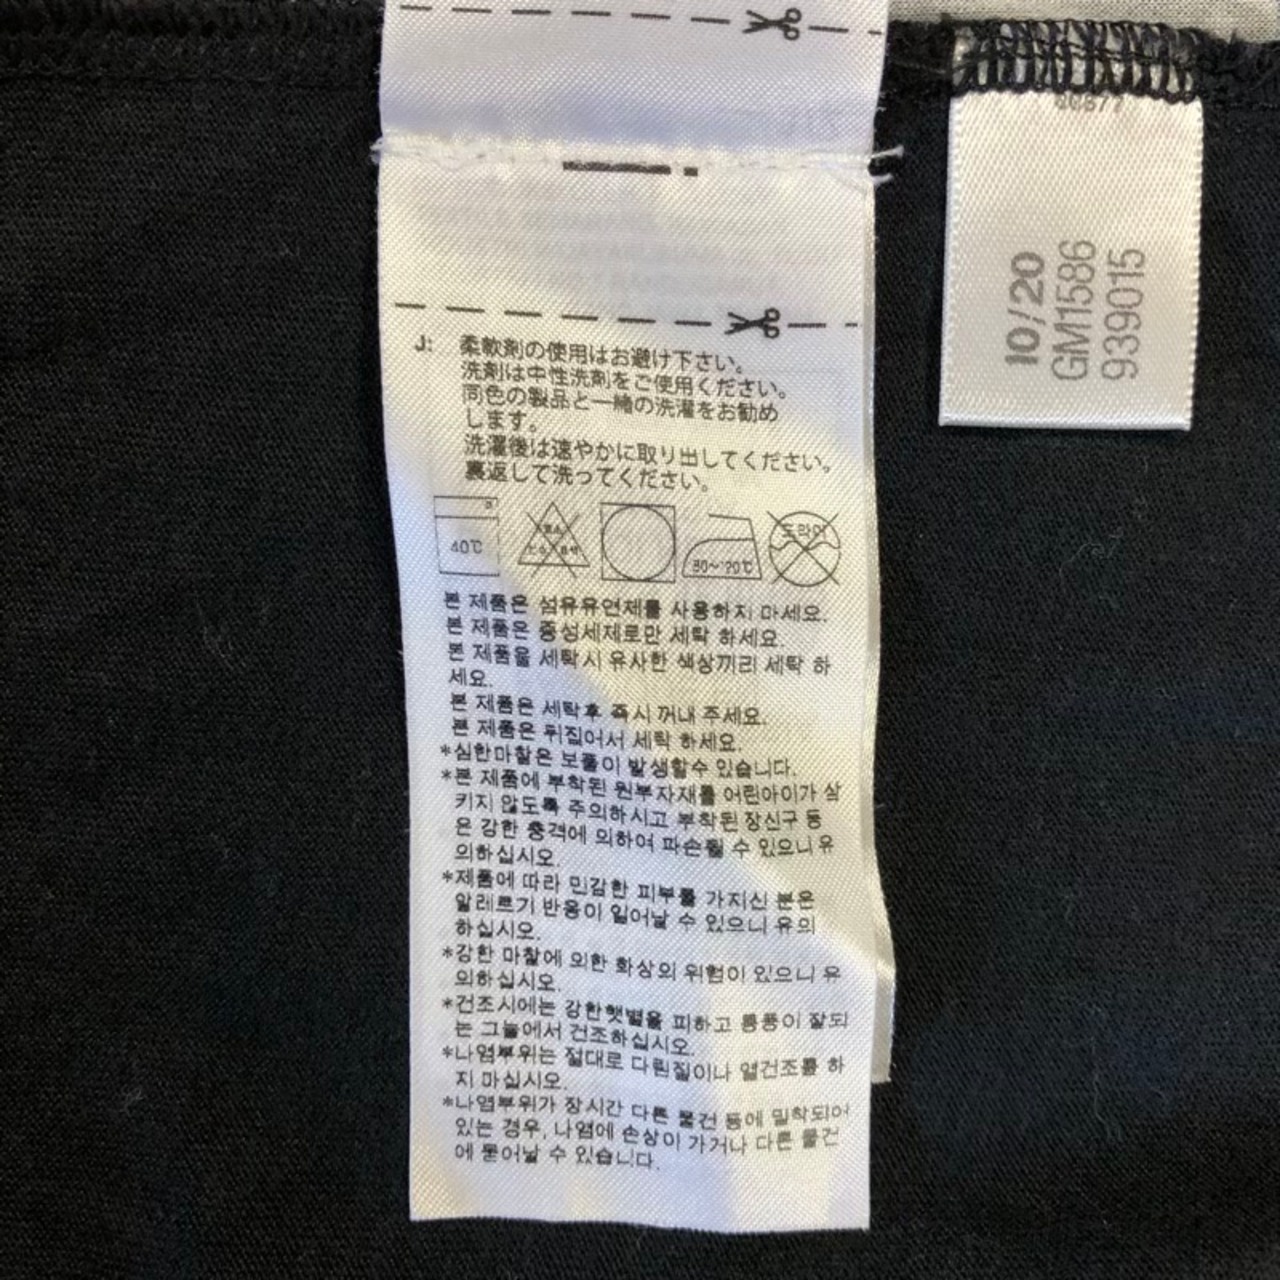 J: 柔軟剤の使用はお避け下さい。
洗剤は中性洗剤をご使用ください。
同色の製品と一緒の洗濯をお勧め
します。
洗濯後は速やかに取り出してください。
裏返して洗ってください。
40℃
드라이
본 제품은 섬유유연제를 사용하지 마세요.
본 제품은 중성세제로만 세탁 하세요.
본 제품을 세탁시 유사한 색상끼리 세탁 하
세요.
본 제품은 세탁후 즉시 꺼내 주세요.
본 제품은 뒤집어서 세탁 하세요.
*심한마찰은 보풀이 발생할수 있습니다.
*본 제품에 부착된 원부자재를 어린아이가 삼
키지 않도록 주의하시고 부착된 장신구 등
은 강한 충격에 의하여 파손될 수 있으니 유
의하십시오.
*제품에 따라 민감한 피부를 가지신 분은
알레르기 반응이 일어날 수 있으니 유의
하십시오.
*강한 마찰에 의한 화상의 위험이 있으니 유
의하십시오.
*건조시에는 강한햇볕을 피하고 통풍이 잘되
는 그늘에서 건조하십시오.
*나염부위는 절대로 다림질이나 열건조를 하
지 마십시오.
*나염부위가 장시간 다른 물건 등에 밀착되어
있는 경우, 나염에 손상이 가거나 다른 물건
에 묻어날 수 있습니다.
10/20
GM1586
939015